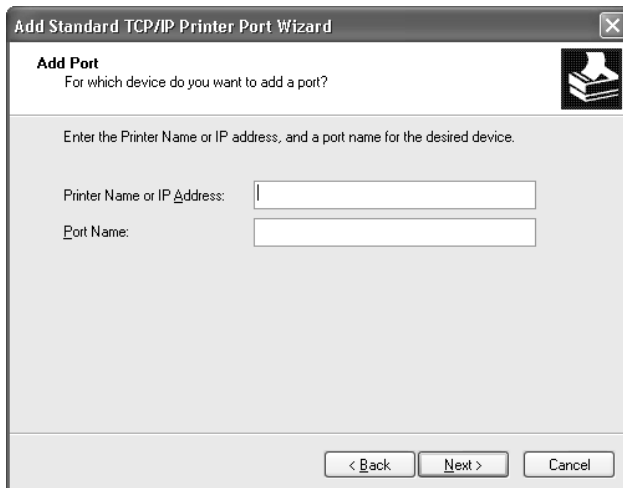 Add Standard TCP/IP Printer Port Wizard
Add Port
For which device do you want to add a port?
Enter the Printer Name or IP address, and a port name for the desired device.
Printer Name or IP Address:
Port Name:
< Back Next > Cancel